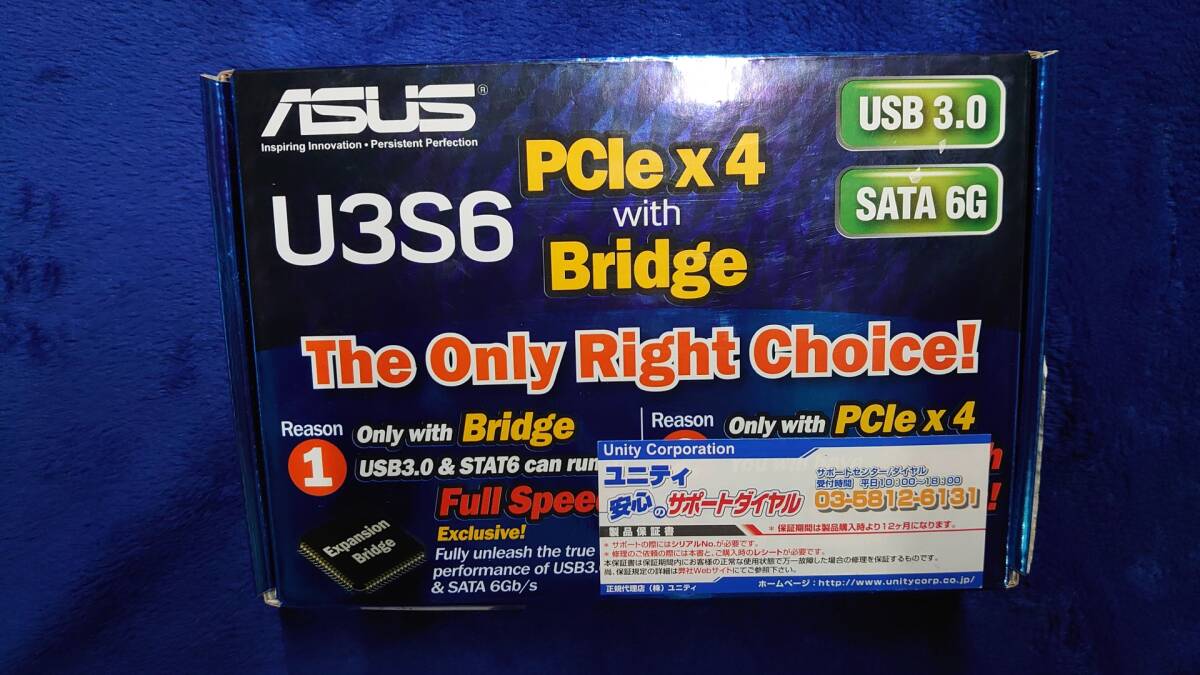 ASUS®
Inspiring Innovation • Persistent Perfection
U3S6
PCIe x 4
with
Bridge
USB 3.0
SATA 6G
The Only Right Choice!
Reason
1
Only with Bridge
USB3.0 & STAT6 can run
Full Spee
Exclusive!
Fully unleash the true
performance of USB3.
& SATA 6Gb/s
Expansion
Bridge
Reason
Only with PCIe x 4
Unity Corporation
ユニティ
安心のサポートダイヤル
サポートセンター/ダイヤル
受付時間 平日10:00〜18:00
03-5812-6131
製品保証書
* 保証期間は製品購入時より12ヶ月になります。
* サポートの際にはシリアルNo.が必要です。
* 修理のご依頼の際には本書と、ご購入時のレシートが必要です。
本保証書は保証期間内にお客様の正常な使用状態で万一故障した場合の修理を保証するものです。
尚、保証規定の詳細は弊社Webサイトにてご参照下さい。
正規代理店(株)ユニティ
ホームページ:http://www.unitycorp.co.jp/